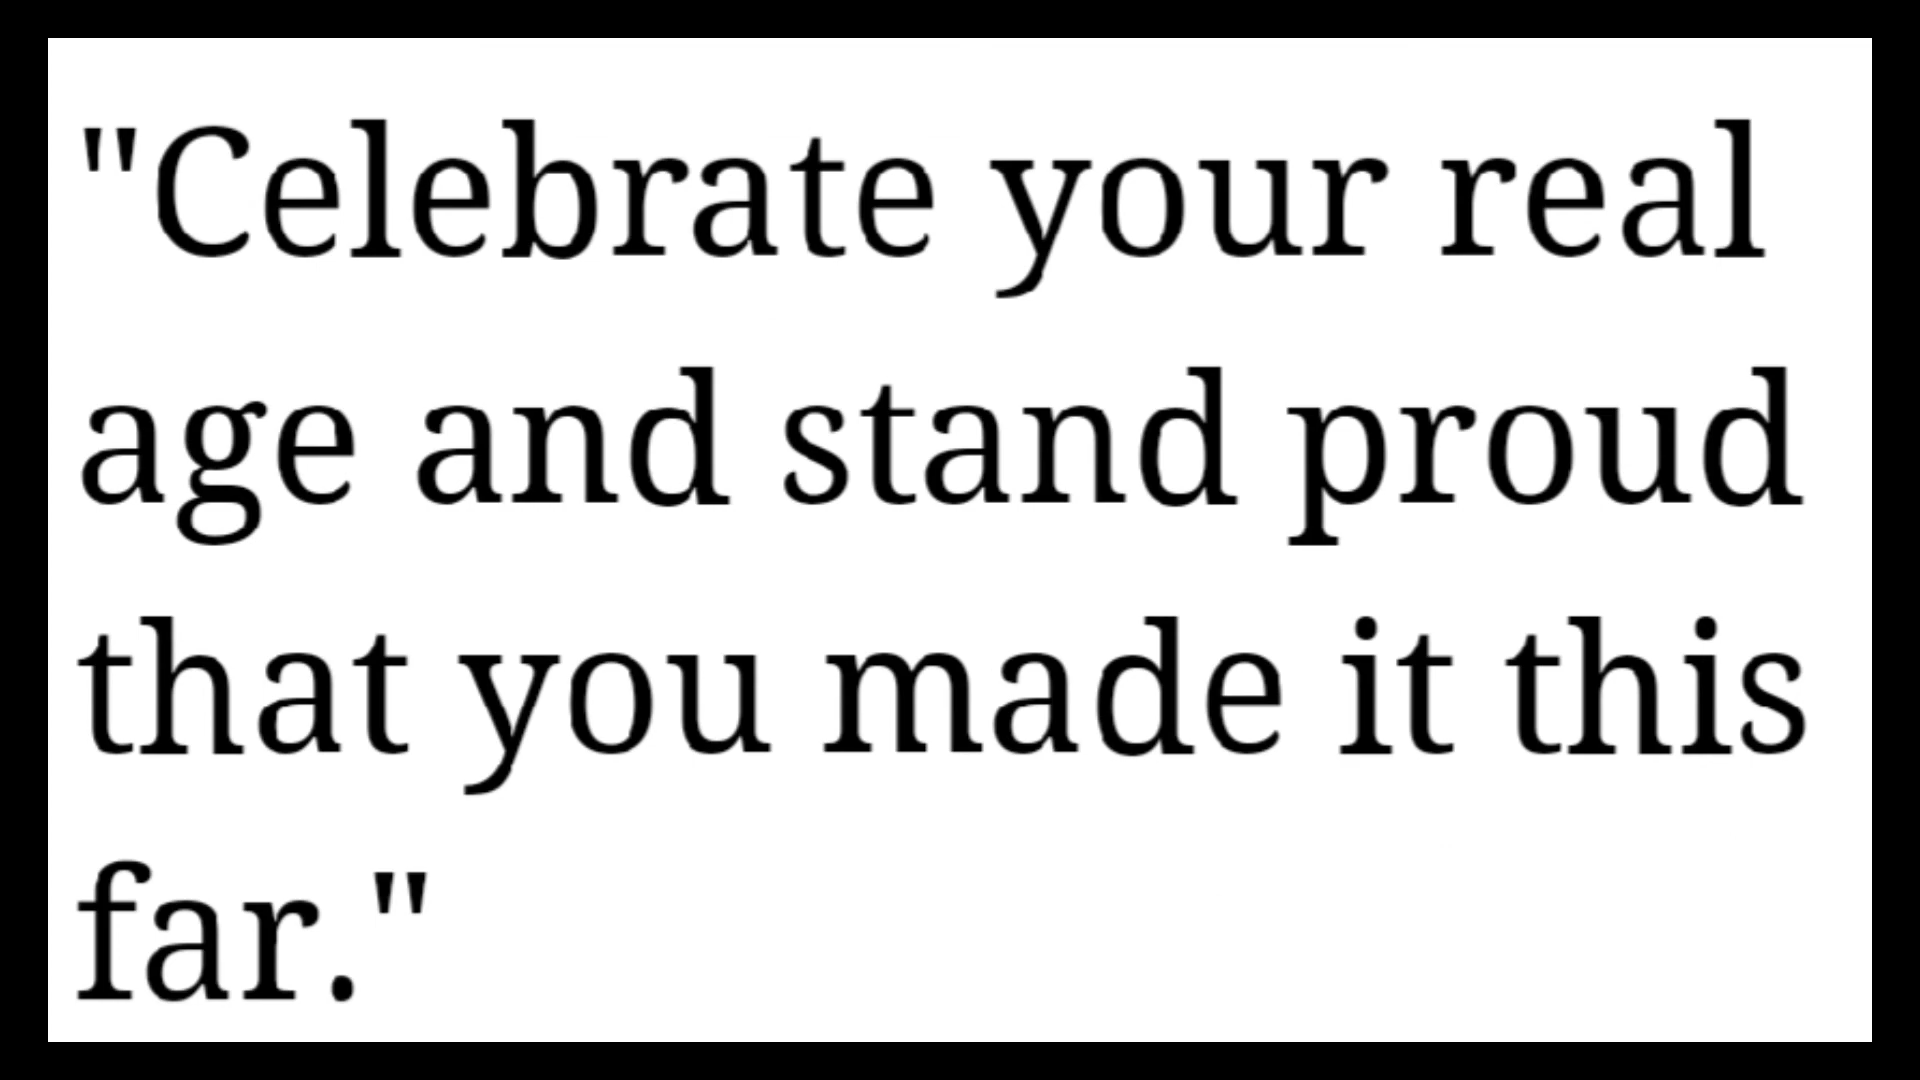 "Celebrate your real
age and stand proud
that you made it this
far."